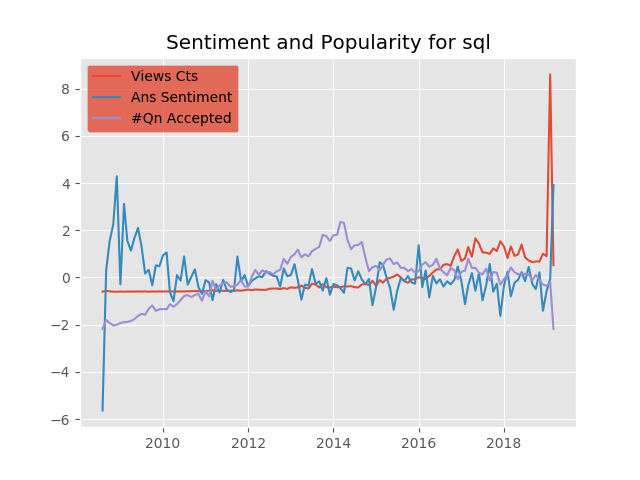 Sentiment and Popularity for sql
Views Cts
Ans Sentiment
#Qn Accepted
8
6
4
2
0
−2
−4
−6
2010 2012 2014 2016 2018